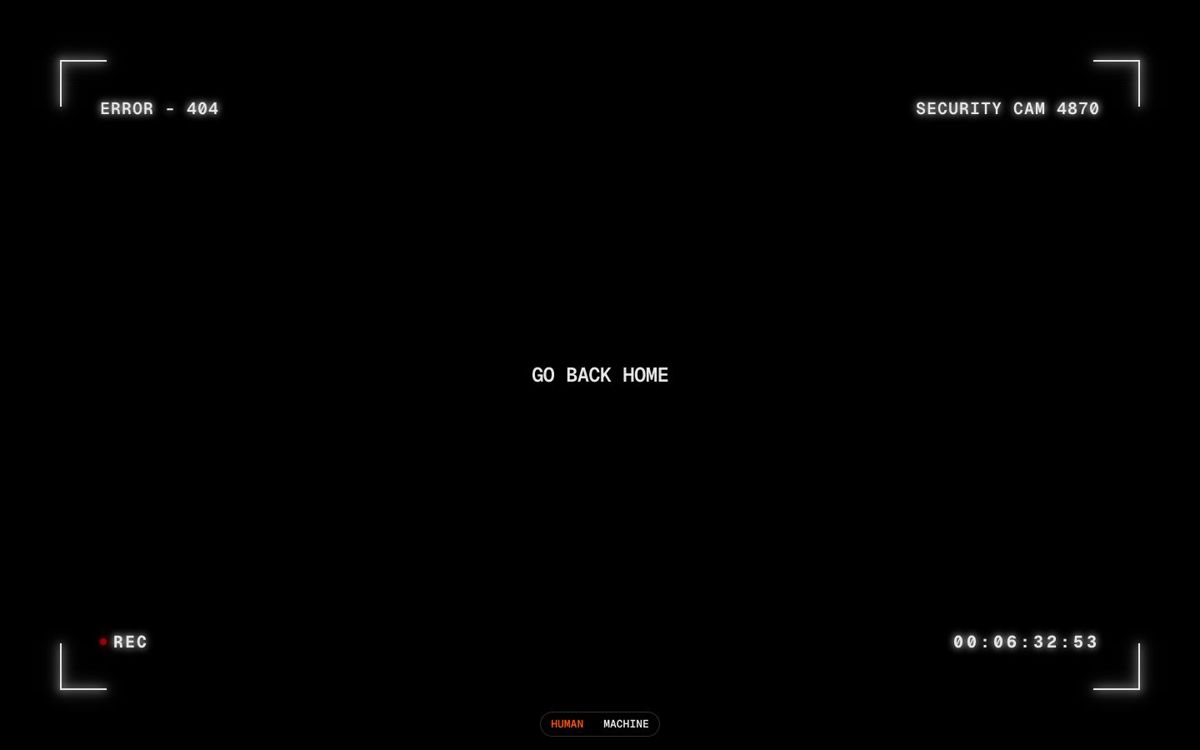 ERROR - 404
SECURITY CAM 4870
GO BACK HOME
REC
00:06:32:53
HUMAN MACHINE